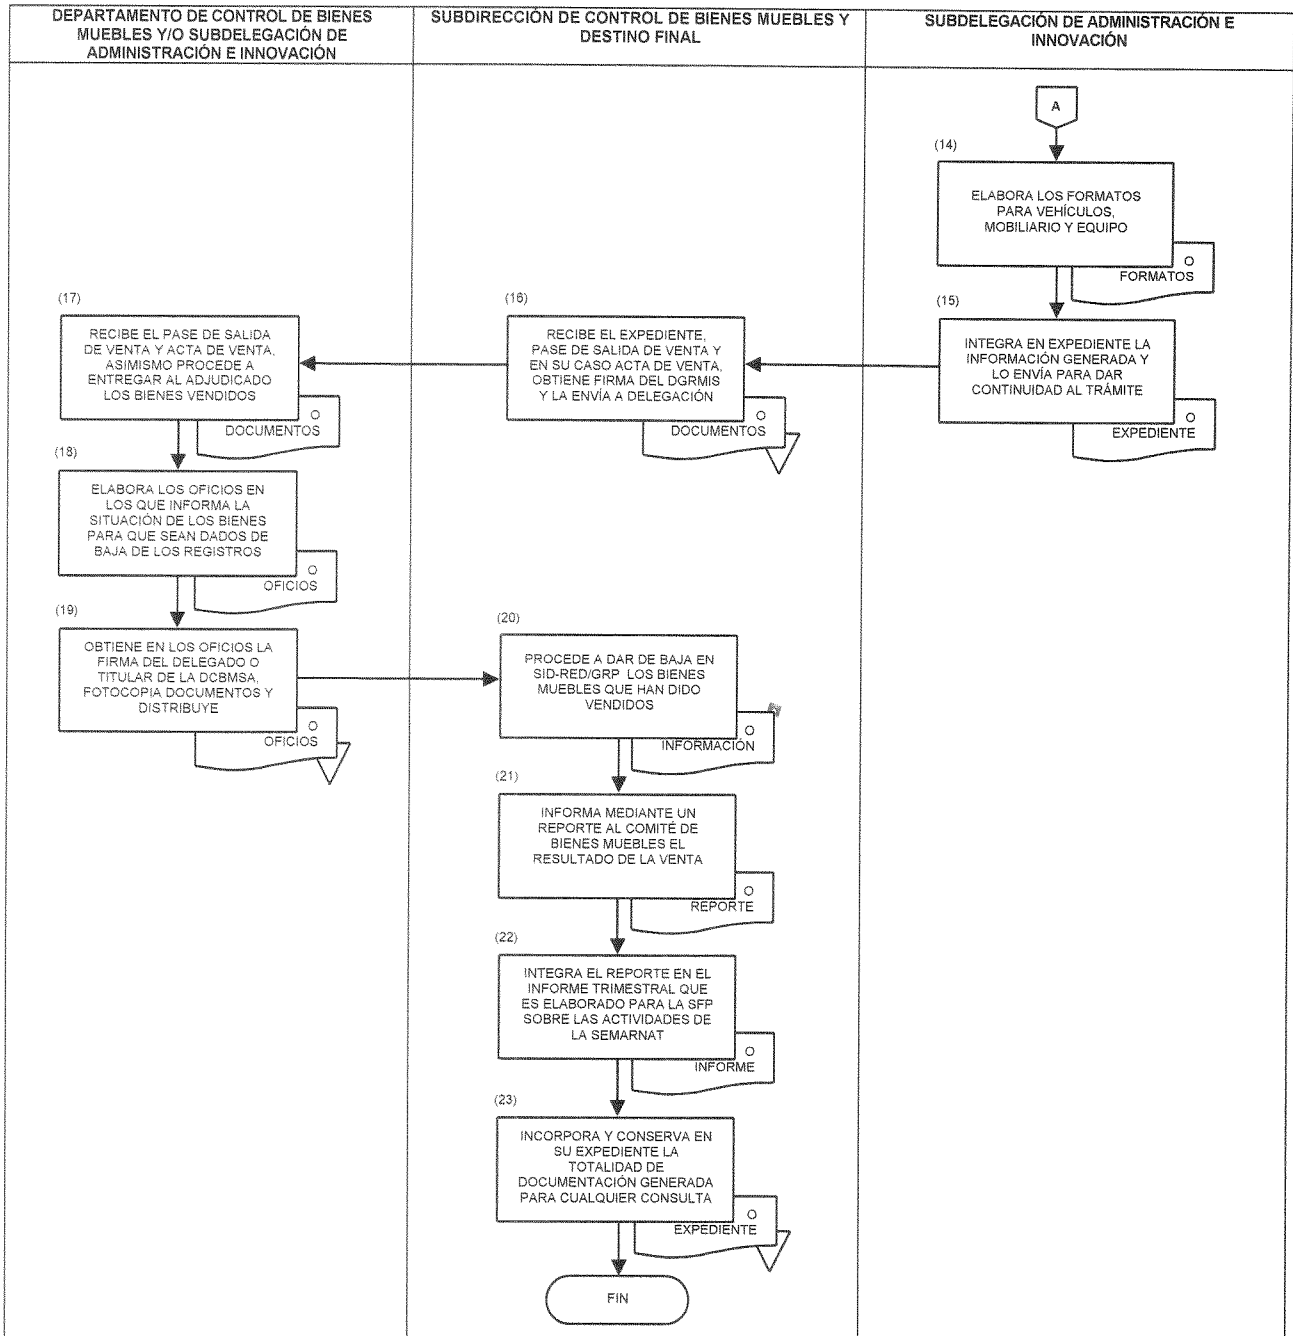 DEPARTAMENTO DE CONTROL DE BIENES
MUEBLES Y/O SUBDELEGACIÓN DE
ADMINISTRACIÓN E INNOVACIÓN
SUBDIRECCIÓN DE CONTROL DE BIENES MUEBLES Y
DESTINO FINAL
SUBDELEGACIÓN DE ADMINISTRACIÓN E
INNOVACIÓN
A
(14)
ELABORA LOS FORMATOS
PARA VEHÍCULOS,
MOBILIARIO Y EQUIPO
O
FORMATOS
(15)
INTEGRA EN EXPEDIENTE LA
INFORMACIÓN GENERADA Y
LO ENVÍA PARA DAR
CONTINUIDAD AL TRÁMITE
O
EXPEDIENTE
(16)
RECIBE EL EXPEDIENTE,
PASE DE SALIDA DE VENTA Y
EN SU CASO ACTA DE VENTA,
OBTIENE FIRMA DEL DGRMIS
Y LA ENVÍA A DELEGACIÓN
O
DOCUMENTOS
(17)
RECIBE EL PASE DE SALIDA
DE VENTA Y ACTA DE VENTA,
ASIMISMO PROCEDE A
ENTREGAR AL ADJUDICADO
LOS BIENES VENDIDOS
O
DOCUMENTOS
(18)
ELABORA LOS OFICIOS EN
LOS QUE INFORMA LA
SITUACIÓN DE LOS BIENES
PARA QUE SEAN DADOS DE
BAJA DE LOS REGISTROS
O
OFICIOS
(19)
OBTIENE EN LOS OFICIOS LA
FIRMA DEL DELEGADO O
TITULAR DE LA DCBMSA,
FOTOCOPIA DOCUMENTOS Y
DISTRIBUYE
O
OFICIOS
(20)
PROCEDE A DAR DE BAJA EN
SID-RED/GRP LOS BIENES
MUEBLES QUE HAN DIDO
VENDIDOS
O
INFORMACIÓN
(21)
INFORMA MEDIANTE UN
REPORTE AL COMITÉ DE
BIENES MUEBLES EL
RESULTADO DE LA VENTA
O
REPORTE
(22)
INTEGRA EL REPORTE EN EL
INFORME TRIMESTRAL QUE
ES ELABORADO PARA LA SFP
SOBRE LAS ACTIVIDADES DE
LA SEMARNAT
O
INFORME
(23)
INCORPORA Y CONSERVA EN
SU EXPEDIENTE LA
TOTALIDAD DE
DOCUMENTACIÓN GENERADA
PARA CUALQUIER CONSULTA
O
EXPEDIENTE
FIN